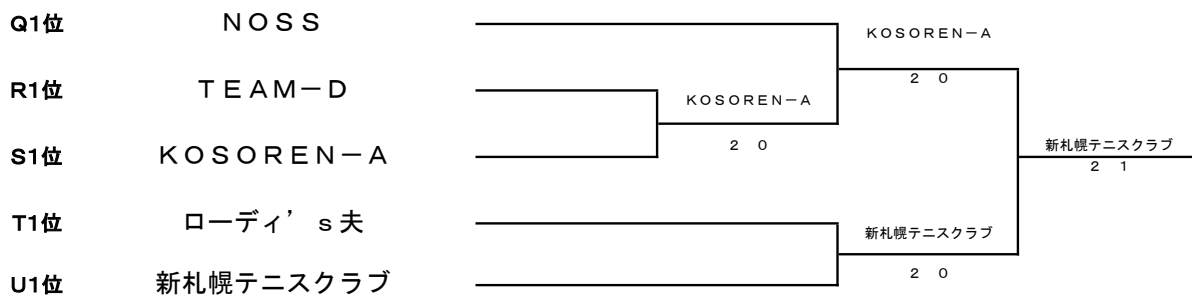 Q1位 ＮＯＳＳ
ＫＯＳＯＲＥＮ－Ａ
２ ０
R1位 ＴＥＡＭ－Ｄ
ＫＯＳＯＲＥＮ－Ａ
２ ０
S1位 ＫＯＳＯＲＥＮ－Ａ
新札幌テニスクラブ
２ １
T1位 ローディ’ｓ夫
新札幌テニスクラブ
２ ０
U1位 新札幌テニスクラブ